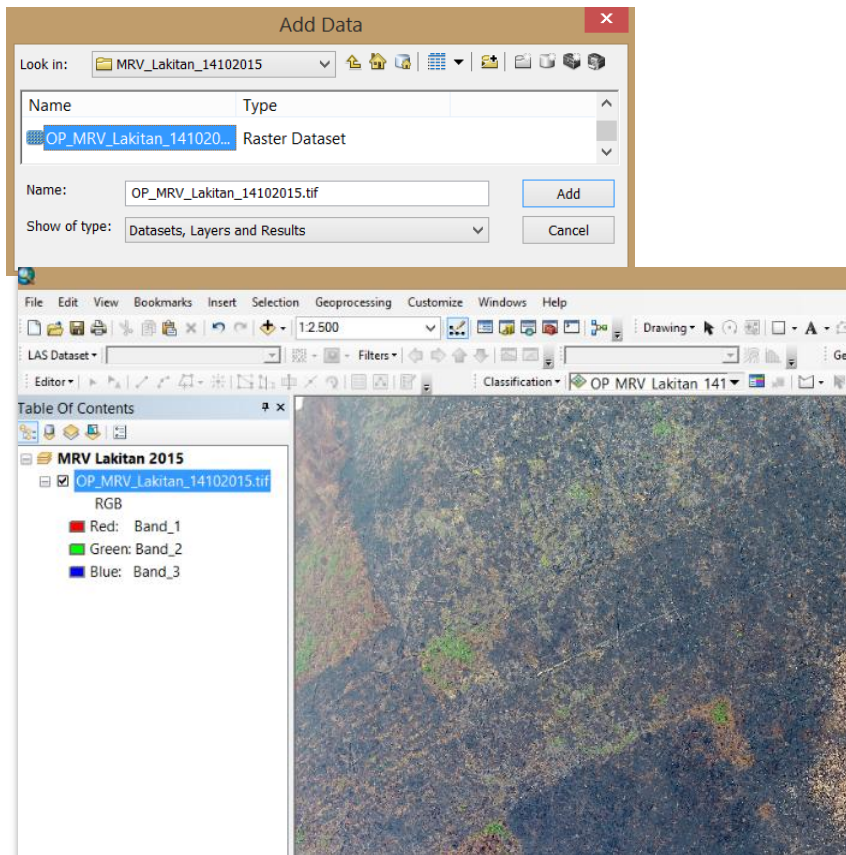 Add Data
Look in: MRV_Lakitan_14102015
Name Type
OP_MRV_Lakitan_141020... Raster Dataset
Name: OP_MRV_Lakitan_14102015.tif Add
Show of type: Datasets, Layers and Results Cancel
File Edit View Bookmarks Insert Selection Geoprocessing Customize Windows Help
1:2.500 Drawing A
LAS Dataset Filters Ge
Editor Classification OP MRV Lakitan 141
Table Of Contents
MRV Lakitan 2015
OP_MRV_Lakitan_14102015.tif
RGB
Red: Band_1
Green: Band_2
Blue: Band_3